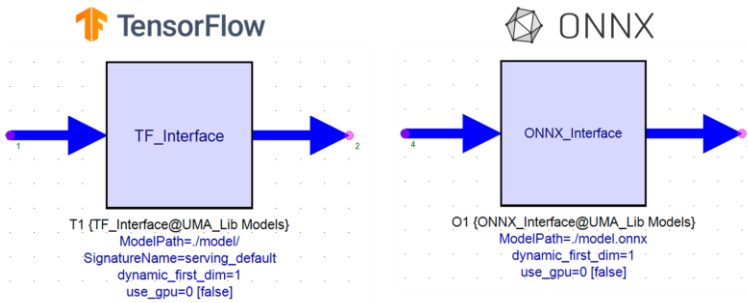 TensorFlow
TF_Interface
1
2
T1 {TF_Interface@UMA_Lib Models}
ModelPath=./model/
SignatureName=serving_default
dynamic_first_dim=1
use_gpu=0 [false]
ONNX
ONNX_Interface
4
O1 {ONNX_Interface@UMA_Lib Models}
ModelPath=./model.onnx
dynamic_first_dim=1
use_gpu=0 [false]